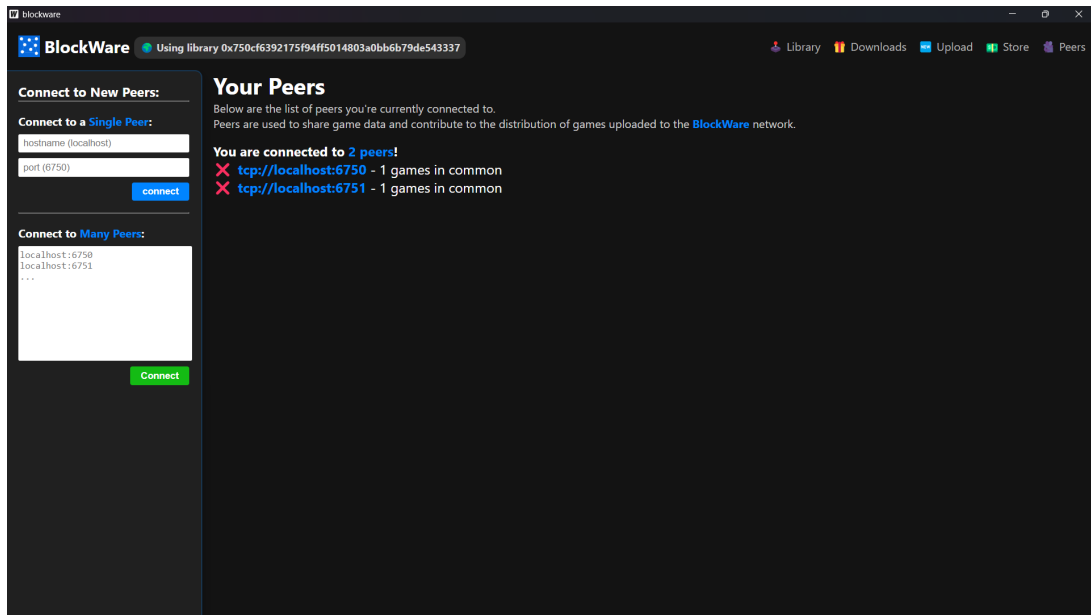 blockware
BlockWare
Using library 0x750cf6392175f94ff5014803a0bb6b79de543337
Library
Downloads
Upload
Store
Peers
Connect to New Peers:
Connect to a Single Peer:
hostname (localhost)
port (6750)
connect
Connect to Many Peers:
localhost:6750
localhost:6751
...
Connect
Your Peers
Below are the list of peers you're currently connected to.
Peers are used to share game data and contribute to the distribution of games uploaded to the BlockWare network.
You are connected to 2 peers!
tcp://localhost:6750 - 1 games in common
tcp://localhost:6751 - 1 games in common